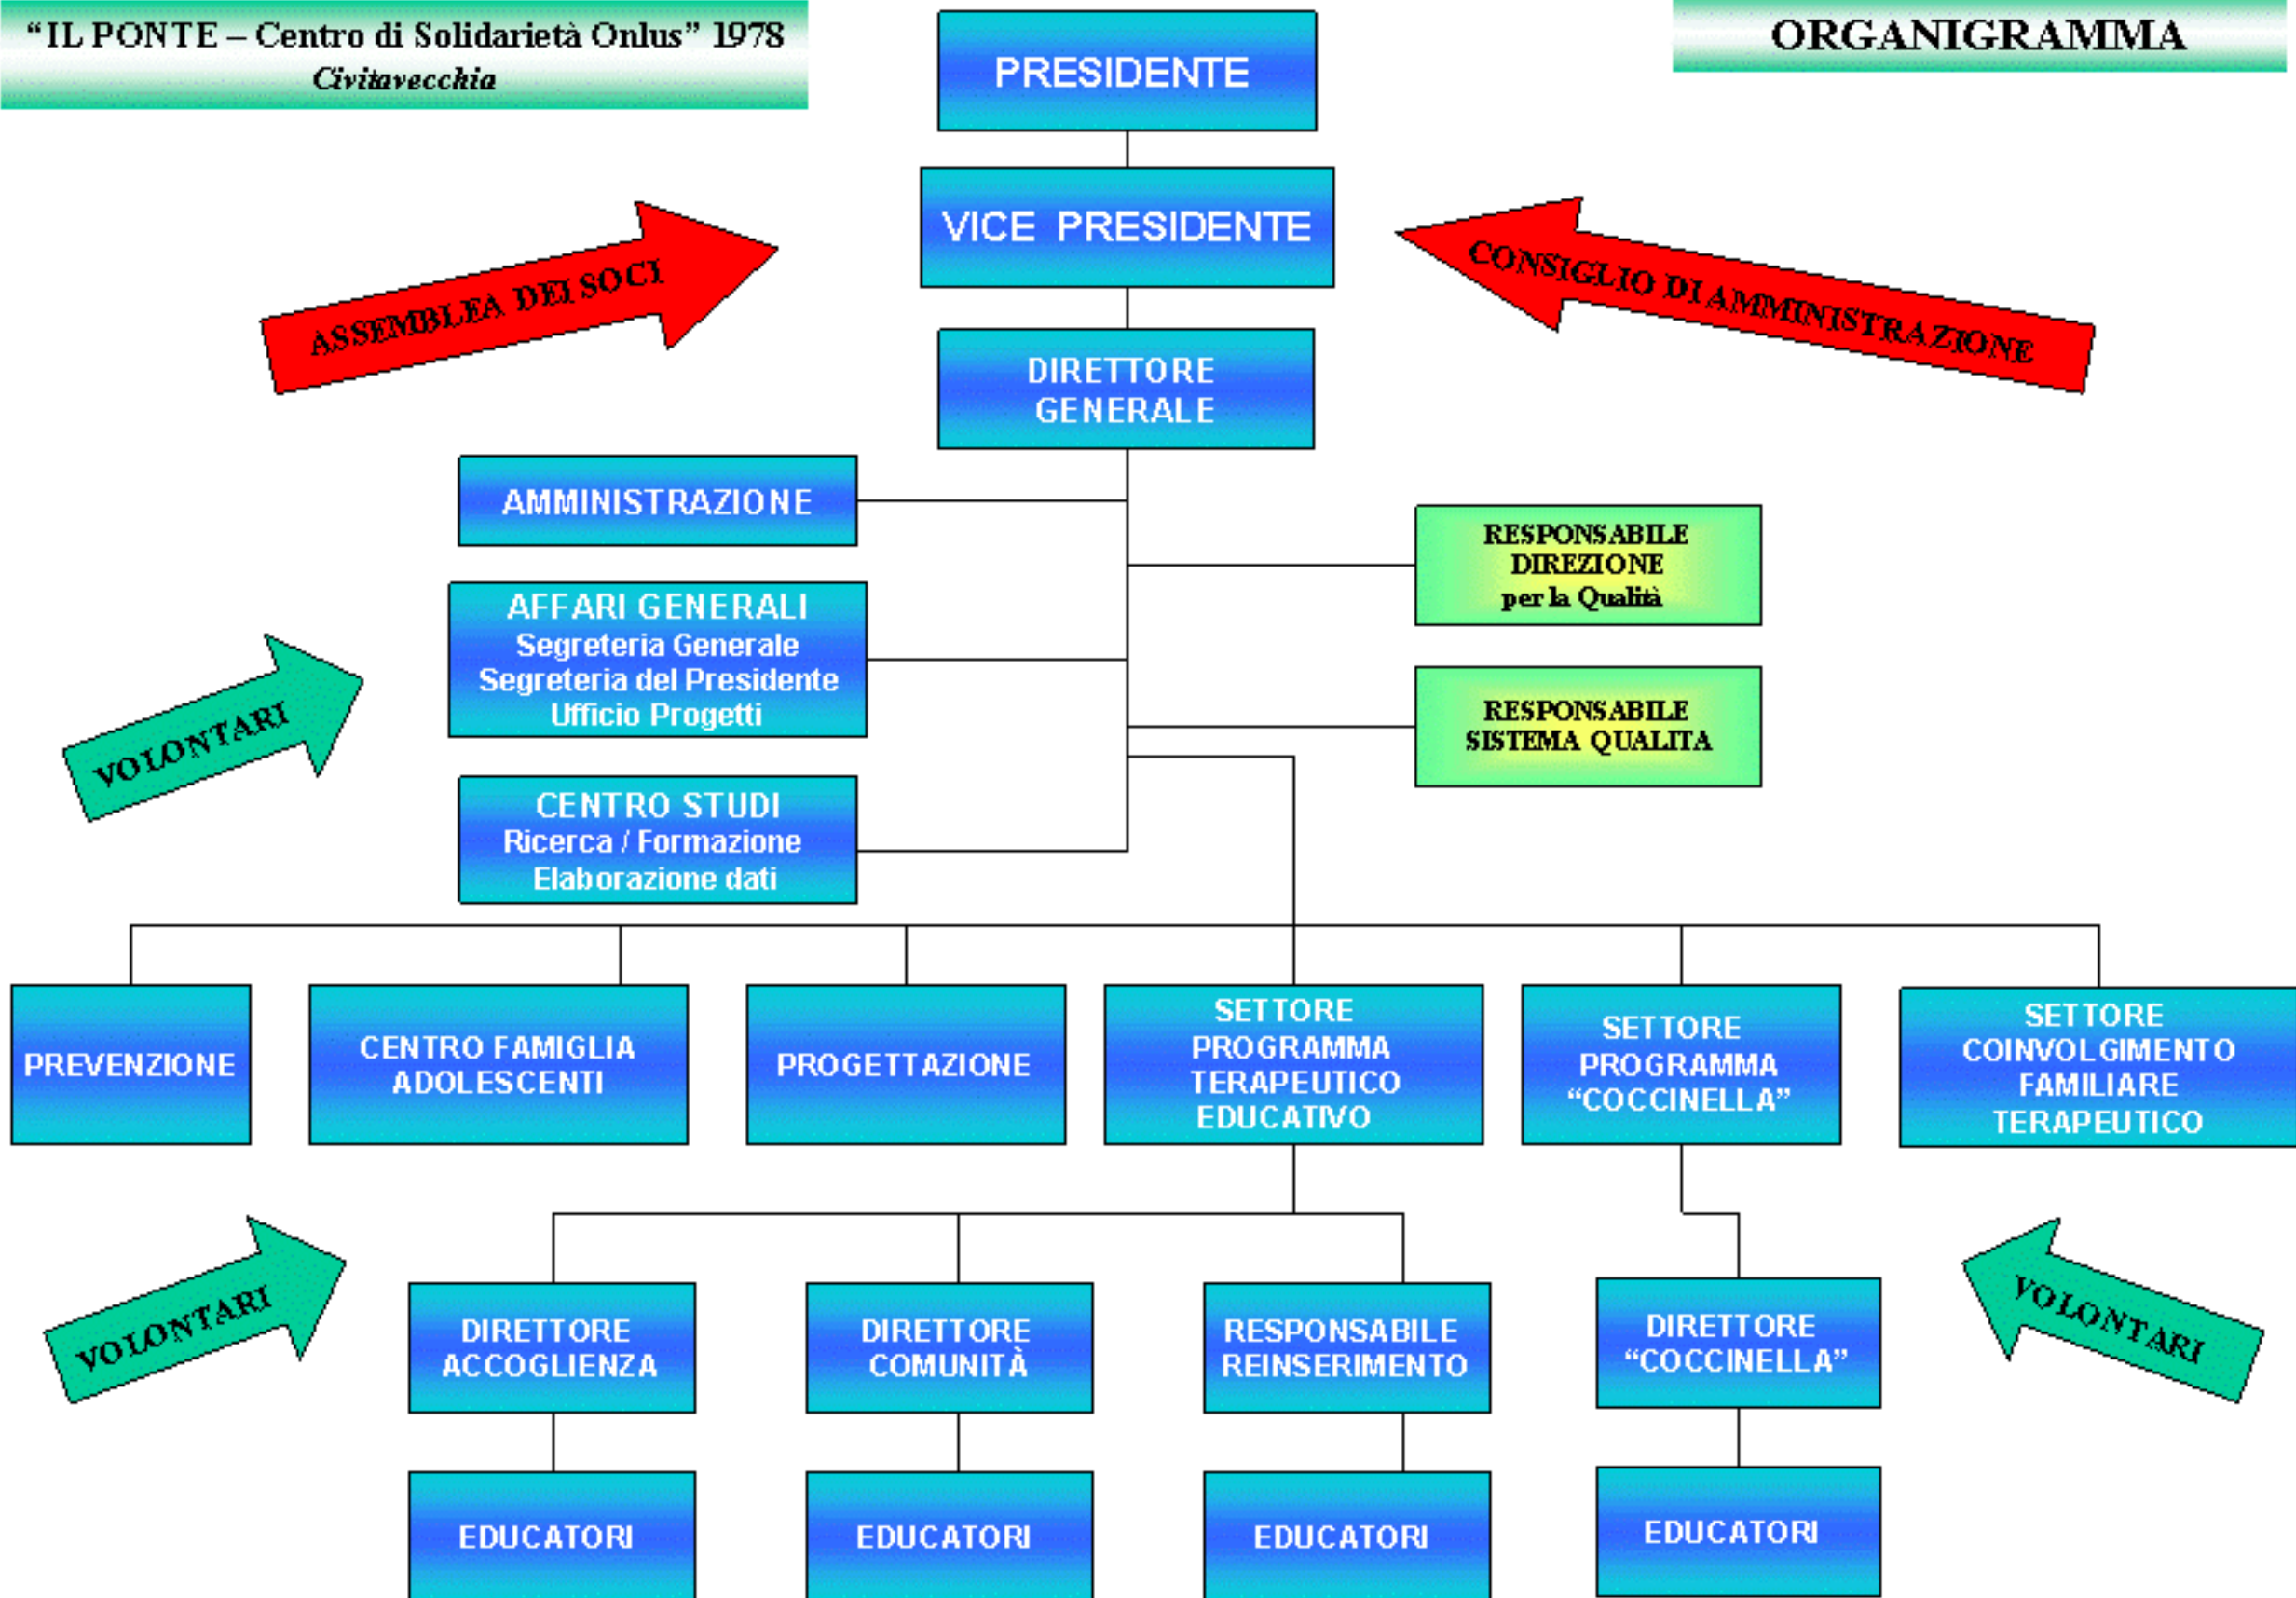 “IL PONTE – Centro di Solidarietà Onlus” 1978
Civitavecchia
ORGANIGRAMMA
PRESIDENTE
VICE PRESIDENTE
ASSEMBLEA DEI SOCI
CONSIGLIO DI AMMINISTRAZIONE
DIRETTORE
GENERALE
AMMINISTRAZIONE
RESPONSABILE
DIREZIONE
per la Qualità
AFFARI GENERALI
Segreteria Generale
Segreteria del Presidente
Ufficio Progetti
VOLONTARI
RESPONSABILE
SISTEMA QUALITA
CENTRO STUDI
Ricerca / Formazione
Elaborazione dati
PREVENZIONE
CENTRO FAMIGLIA
ADOLESCENTI
PROGETTAZIONE
SETTORE
PROGRAMMA
TERAPEUTICO
EDUCATIVO
SETTORE
PROGRAMMA
“COCCINELLA”
SETTORE
COINVOLGIMENTO
FAMILIARE
TERAPEUTICO
VOLONTARI
DIRETTORE
ACCOGLIENZA
DIRETTORE
COMUNITÀ
RESPONSABILE
REINSERIMENTO
DIRETTORE
“COCCINELLA”
VOLONTARI
EDUCATORI
EDUCATORI
EDUCATORI
EDUCATORI